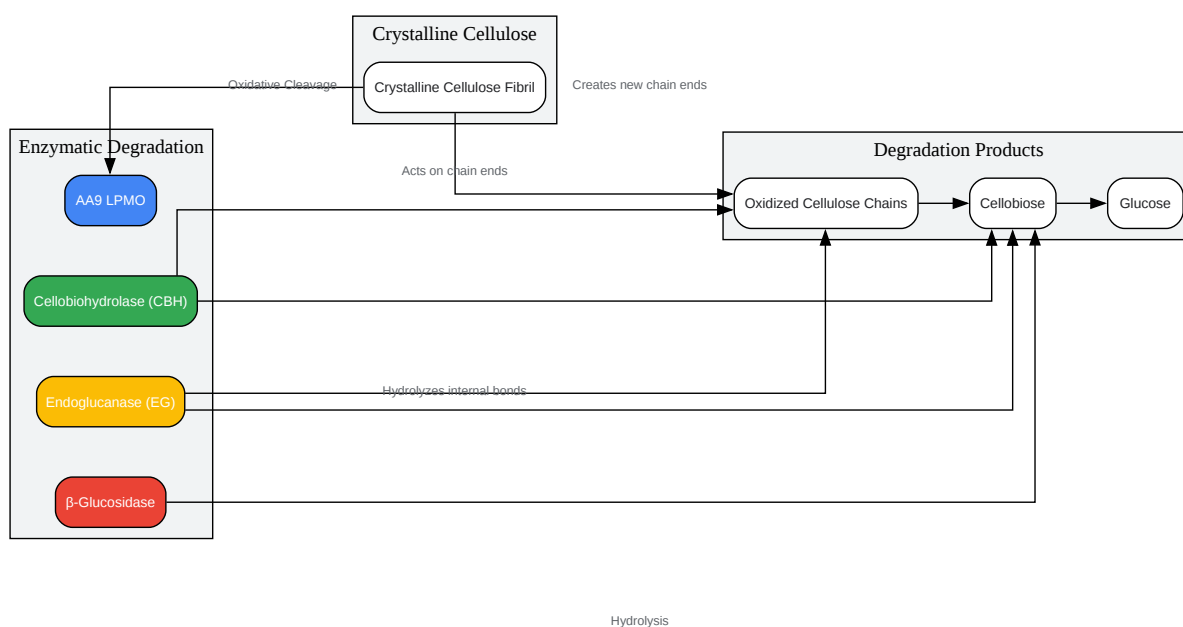 Crystalline Cellulose
Crystalline Cellulose Fibril
Oxidative Cleavage
Creates new chain ends
Enzymatic Degradation
AA9 LPMO
Cellobiohydrolase (CBH)
Endoglucanase (EG)
β-Glucosidase
Acts on chain ends
Hydrolyzes internal bonds
Degradation Products
Oxidized Cellulose Chains
Cellobiose
Glucose
Hydrolysis